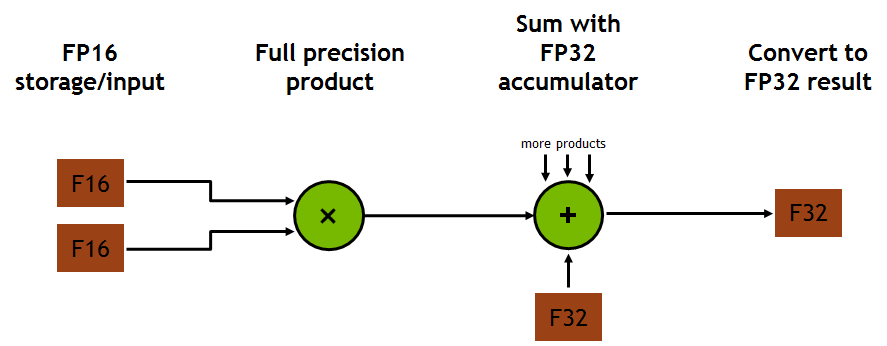 FP16
storage/input
Full precision
product
Sum with
FP32
accumulator
Convert to
FP32 result
more products
F16
F16
×
+
F32
F32